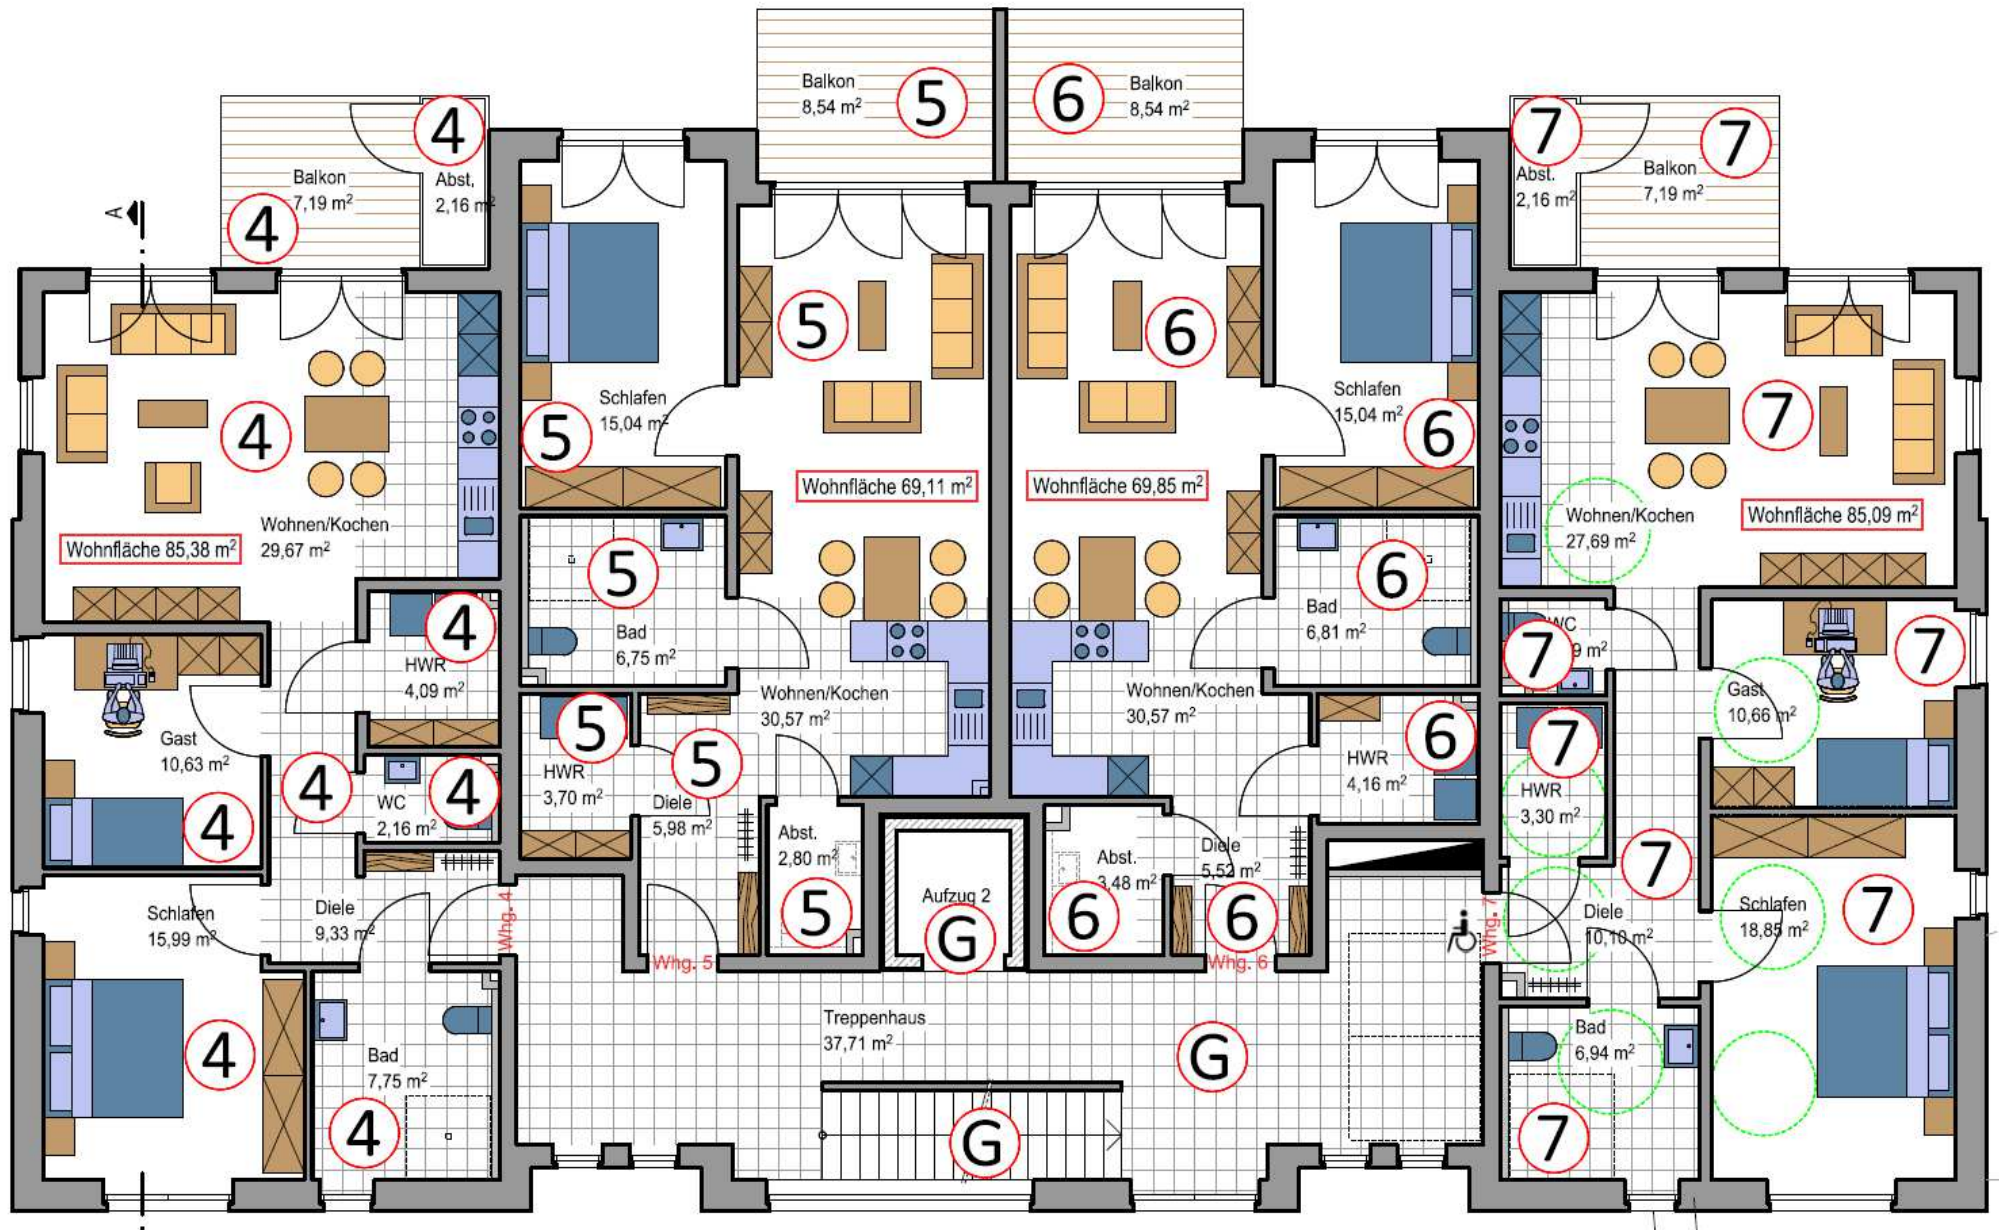 Balkon
8,54 m²
5
6
Balkon
8,54 m²
4
7
7
Balkon
7,19 m²
Abst.
2,16 m²
4
Abst.
2,16 m²
Balkon
7,19 m²
A
5
6
Schlafen
15,04 m²
5
Schlafen
15,04 m²
6
4
7
Wohnfläche 69,11 m²
Wohnfläche 69,85 m²
Wohnen/Kochen
29,67 m²
Wohnfläche 85,38 m²
Wohnen/Kochen
27,69 m²
Wohnfläche 85,09 m²
5
Bad
6,75 m²
6
Bad
6,81 m²
4
HWR
4,09 m²
WC
9 m²
7
7
Gast
10,66 m²
Wohnen/Kochen
30,57 m²
Wohnen/Kochen
30,57 m²
Gast
10,63 m²
4
4
WC
2,16 m²
4
5
HWR
3,70 m²
5
Diele
5,98 m²
6
HWR
4,16 m²
7
HWR
3,30 m²
Abst.
2,80 m²
5
Abst.
3,48 m²
6
Diele
5,52 m²
6
7
Aufzug 2
G
Schlafen
15,99 m²
Diele
9,33 m²
Whg. 4
Whg. 5
Whg. 6
Whg. 7
Diele
10,10 m²
Schlafen
18,85 m²
7
4
Bad
7,75 m²
4
Treppenhaus
37,71 m²
G
G
Bad
6,94 m²
7